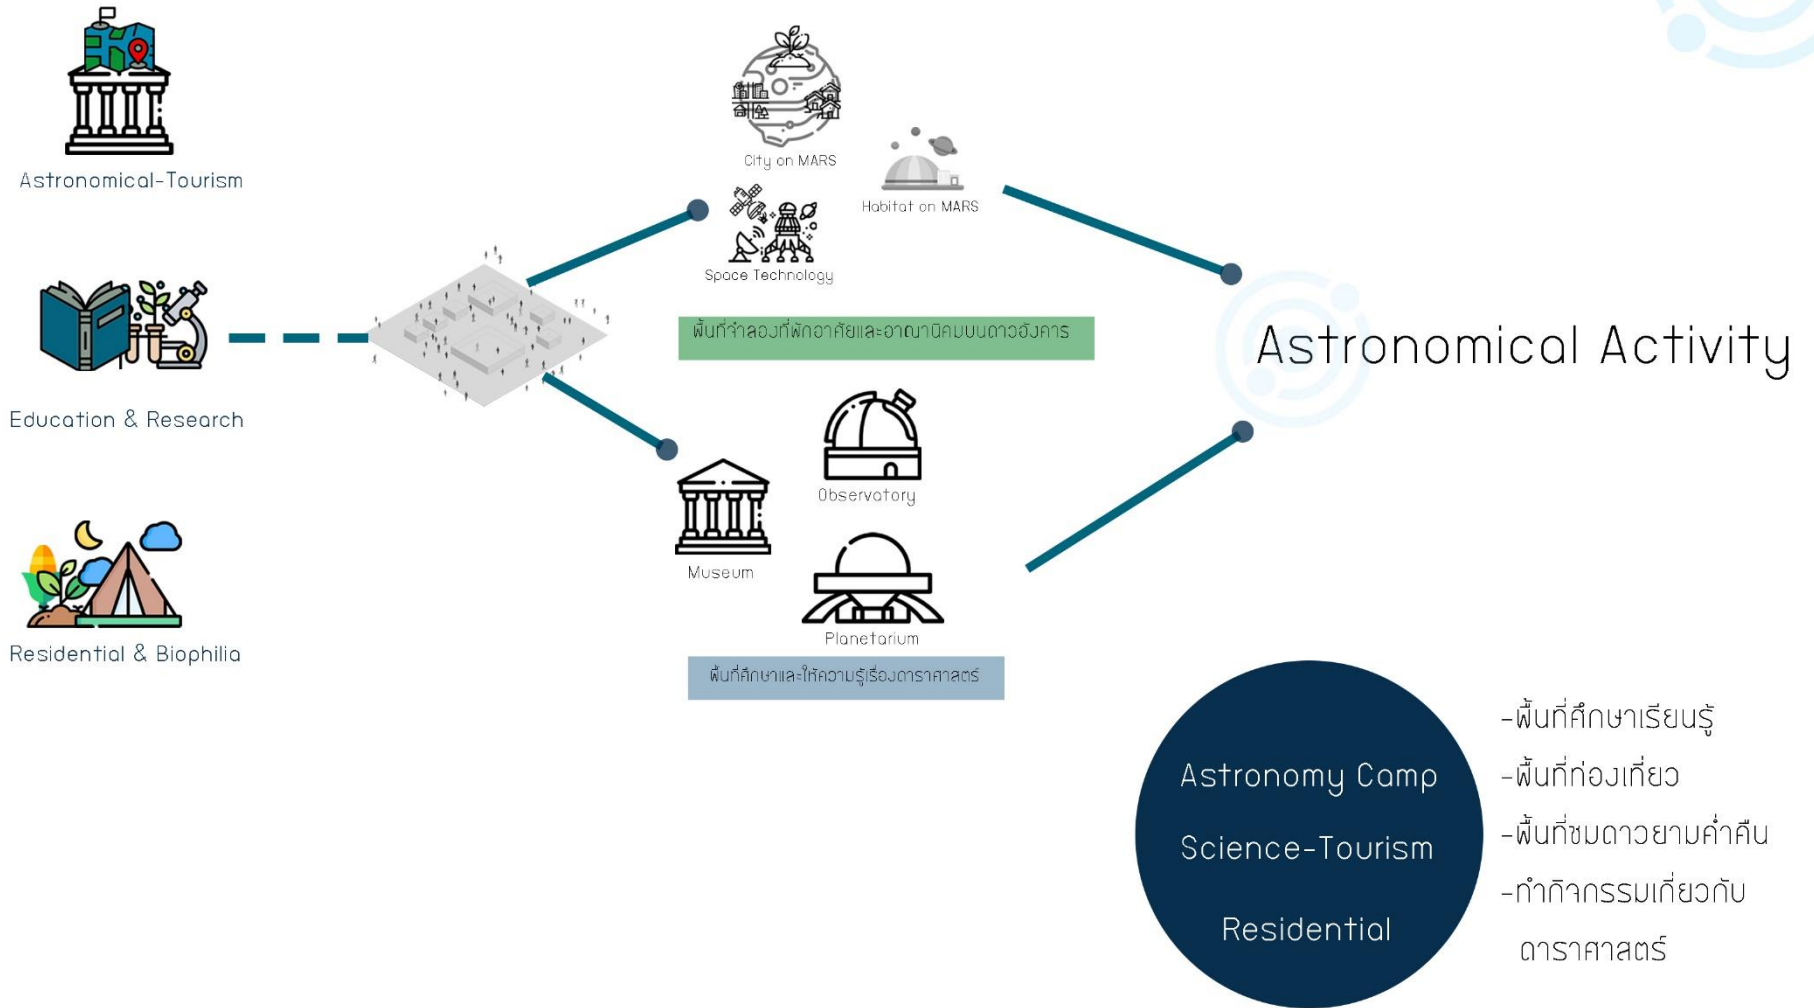 Astronomical-Tourism
Education & Research
Residential & Biophilia
City on MARS
Habitat on MARS
Space Technology
พื้นที่จำลองที่พักอาศัยและอาณานิคมบนดาวอังคาร
Observatory
Museum
Planetarium
พื้นที่ศึกษาและให้ความรู้เรื่องดาราศาสตร์
Astronomical Activity
Astronomy Camp
Science-Tourism
Residential
-พื้นที่ศึกษาเรียนรู้
-พื้นที่ท่องเที่ยว
-พื้นที่ชมดาวยามค่ำคืน
-ทำกิจกรรมเกี่ยวกับ
ดาราศาสตร์